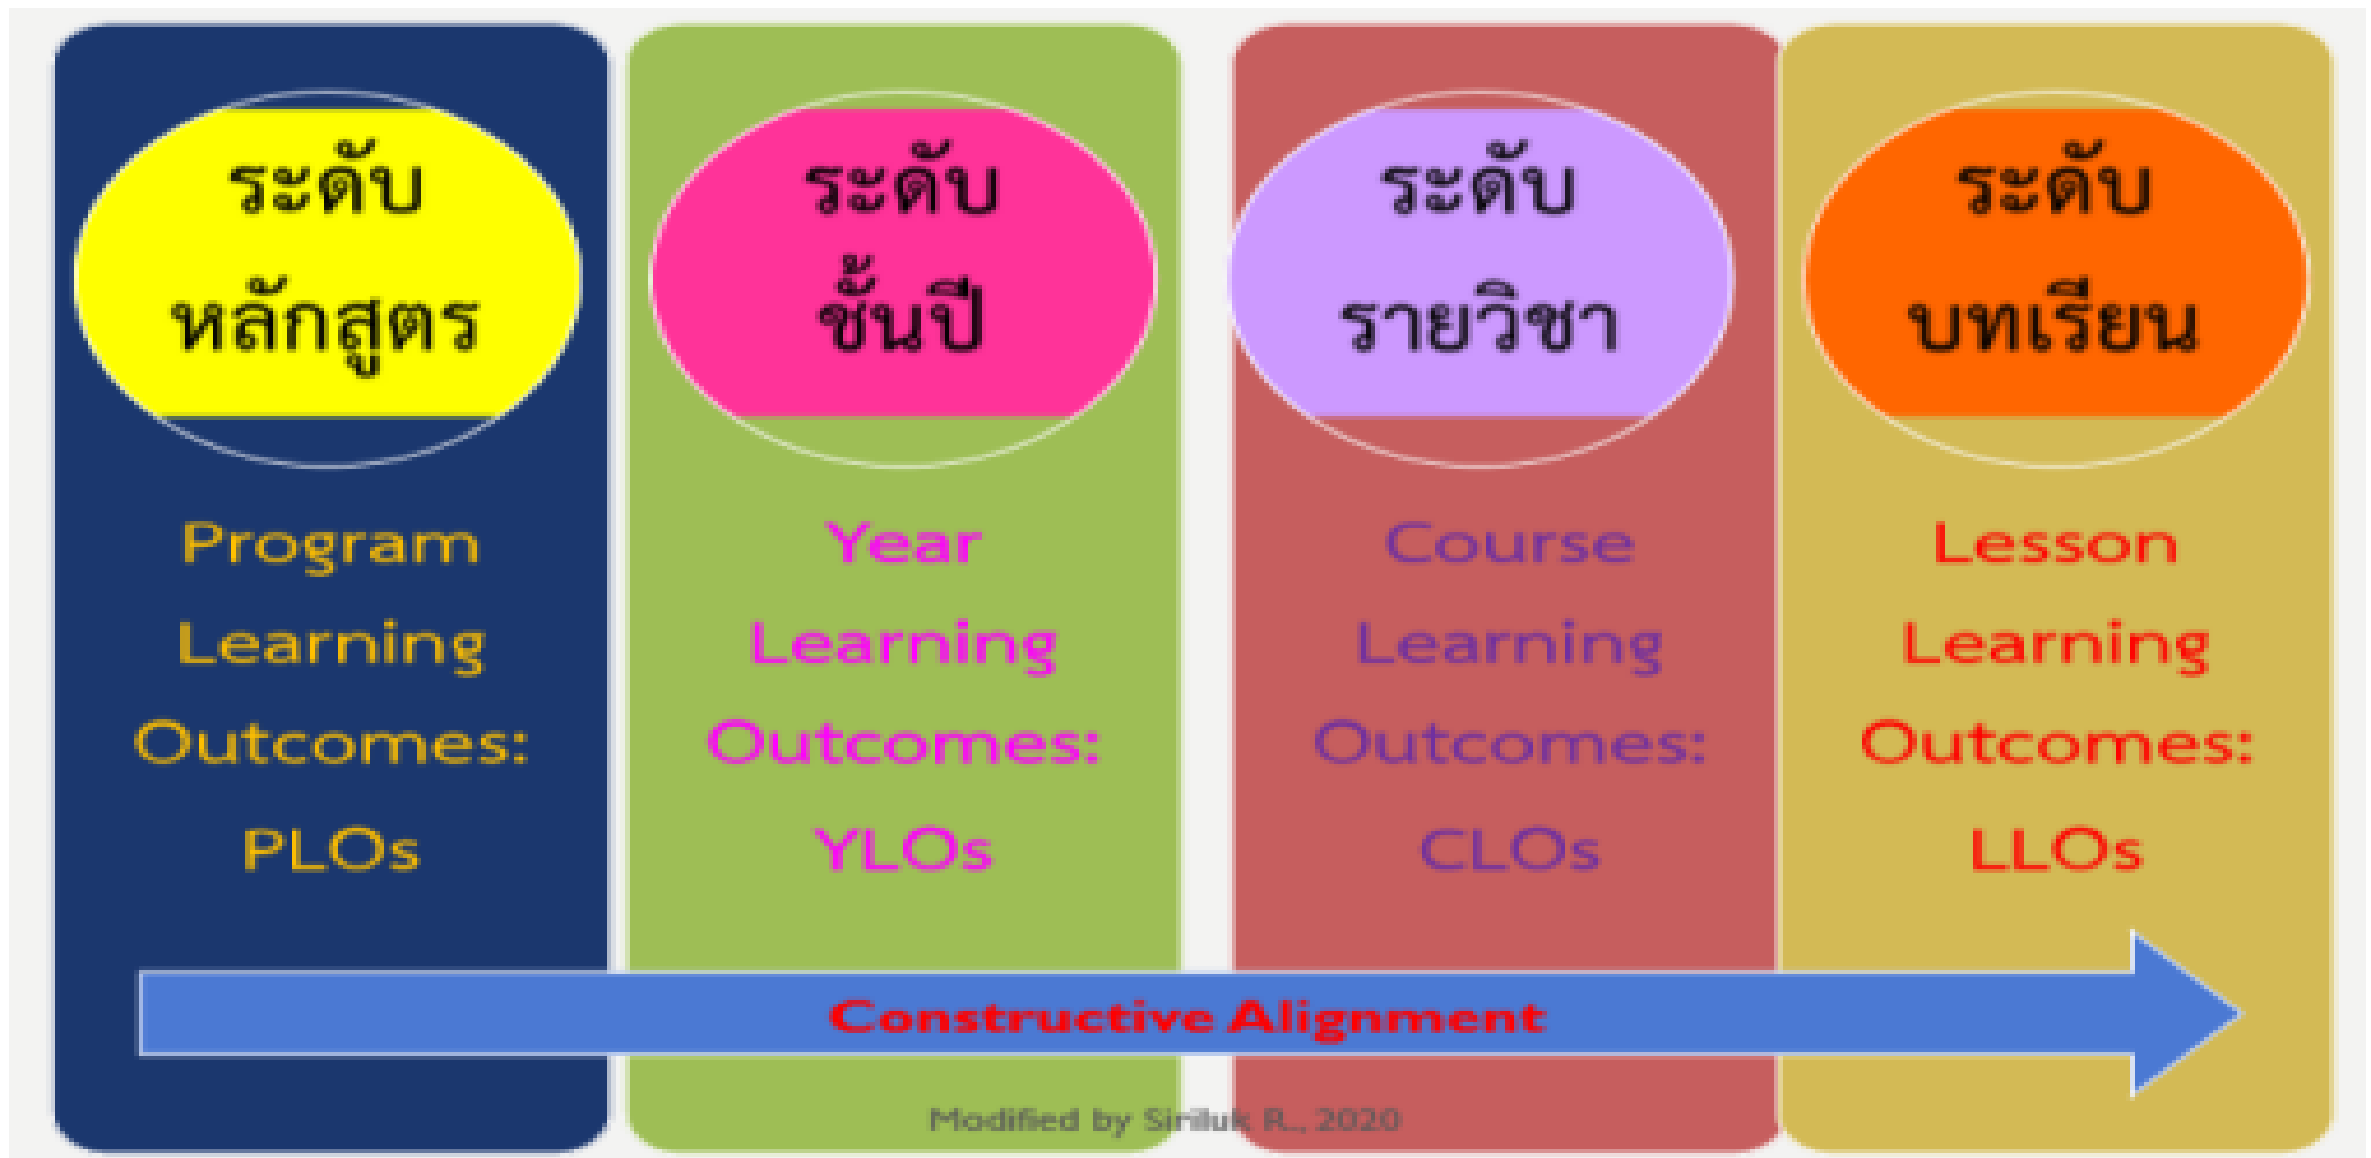 ระดับ
หลักสูตร
Program
Learning
Outcomes:
PLOs
ระดับ
ชั้นปี
Year
Learning
Outcomes:
YLOs
ระดับ
รายวิชา
Course
Learning
Outcomes:
CLOs
ระดับ
บทเรียน
Lesson
Learning
Outcomes:
LLOs
Constructive Alignment
Modified by Siriluk R., 2020